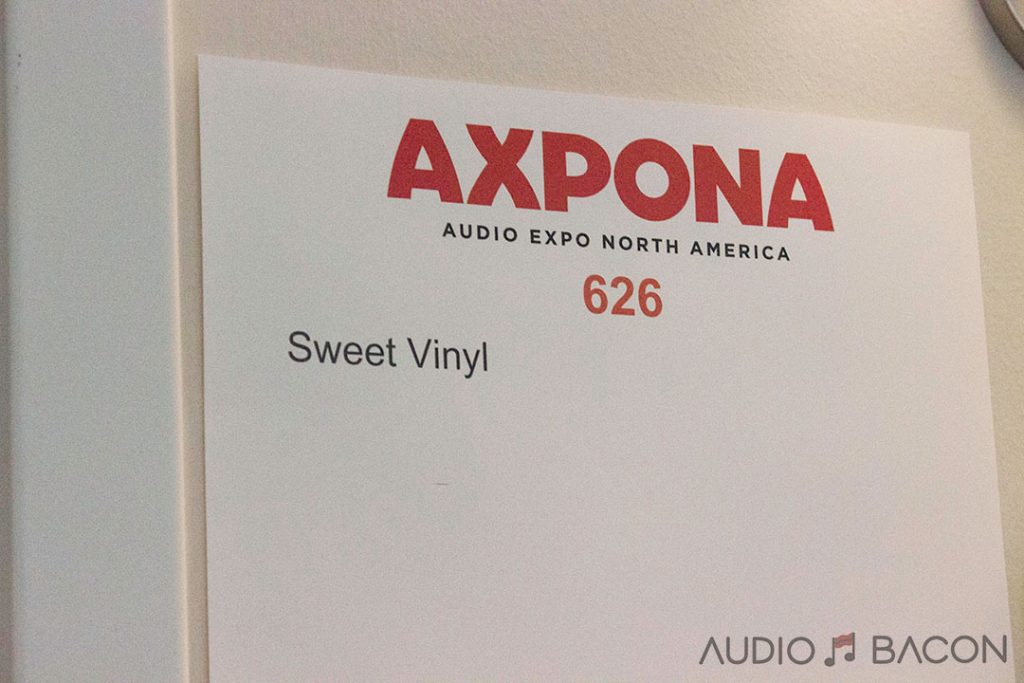 AXPONA
AUDIO EXPO NORTH AMERICA
626
Sweet Vinyl
AUDIO BACON